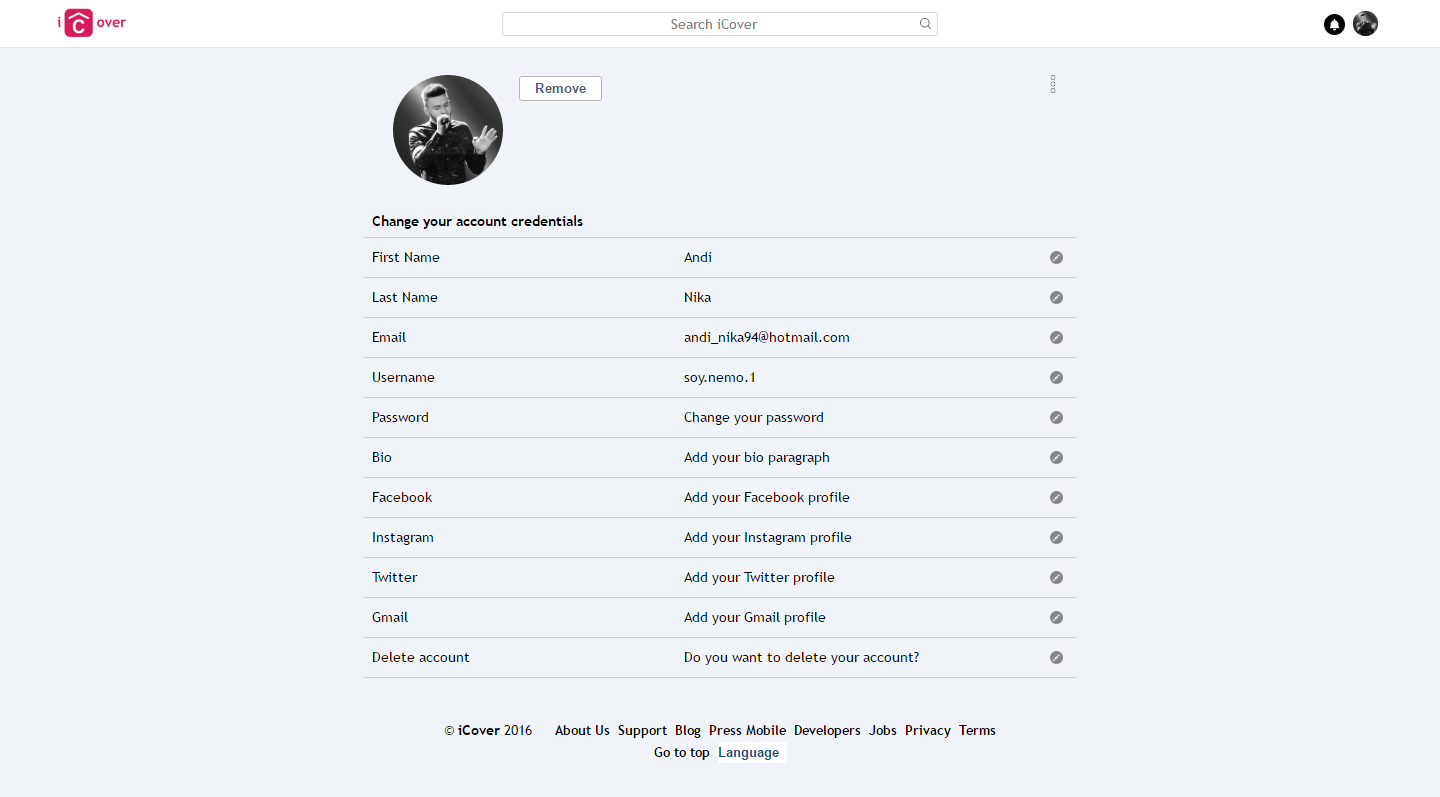 i C over
Search iCover
Remove
Change your account credentials
First Name Andi
Last Name Nika
Email andi_nika94@hotmail.com
Username soy.nemo.1
Password Change your password
Bio Add your bio paragraph
Facebook Add your Facebook profile
Instagram Add your Instagram profile
Twitter Add your Twitter profile
Gmail Add your Gmail profile
Delete account Do you want to delete your account?
© iCover 2016 About Us Support Blog Press Mobile Developers Jobs Privacy Terms
Go to top Language